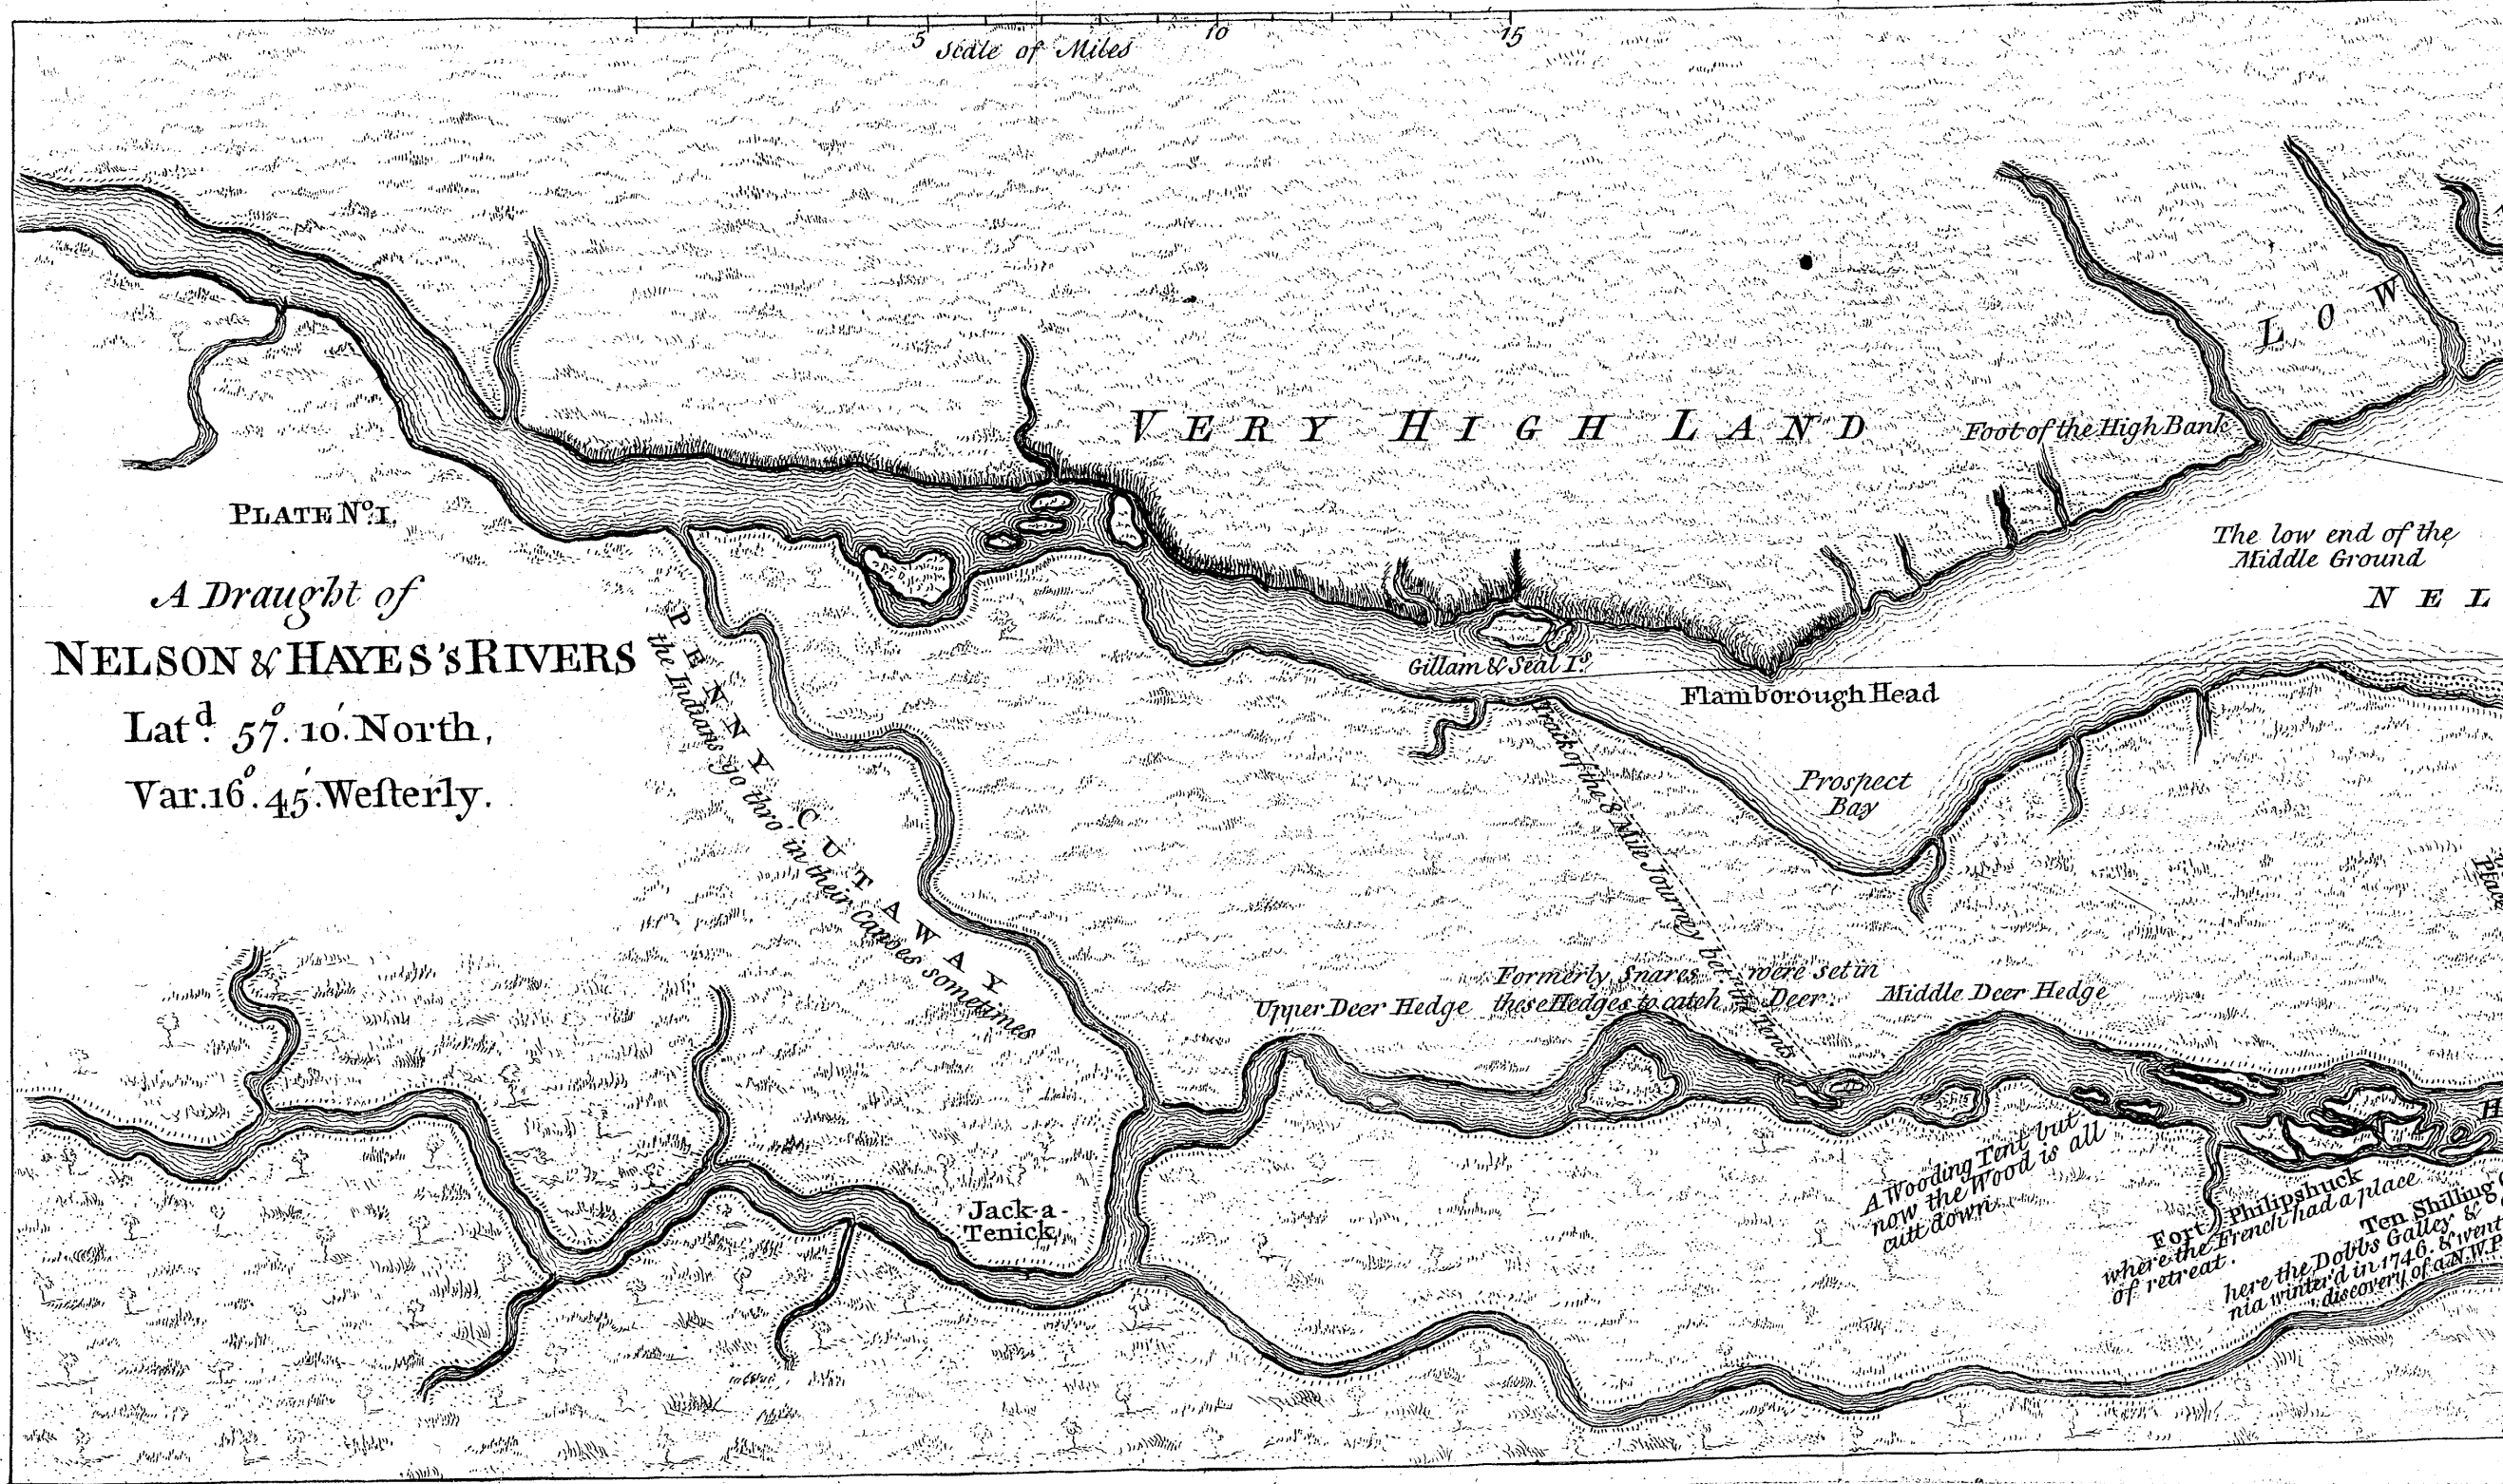 5 10 15
Scale of Miles
LOW
VERY HIGH LAND
Foot of the High Bank
PLATE No. I.
The low end of the
Middle Ground
NEL
A Draught of
NELSON & HAYES'S RIVERS
Latd. 57°. 10'. North,
Var. 16°. 45'. Weſterly.
Gillam & Seal Is.
Flamborough Head
Prospect
Bay
PENNY CUTAWAY
the Indians go thro' in their Canoes sometimes
Track of the 8 Mile Journey between the Tents
Place
Formerly Snares were set in
these Hedges to catch Deer.
Upper Deer Hedge
Middle Deer Hedge
H
Jack-a-
Tenick
A Wooding Tent but
now the Wood is all
cutt down
Fort Philipshuck
where the French had a place
of retreat.
Ten Shilling
here the Dobbs Galley &
nia winter'd in 1746. & went
discovery of a N.W.P